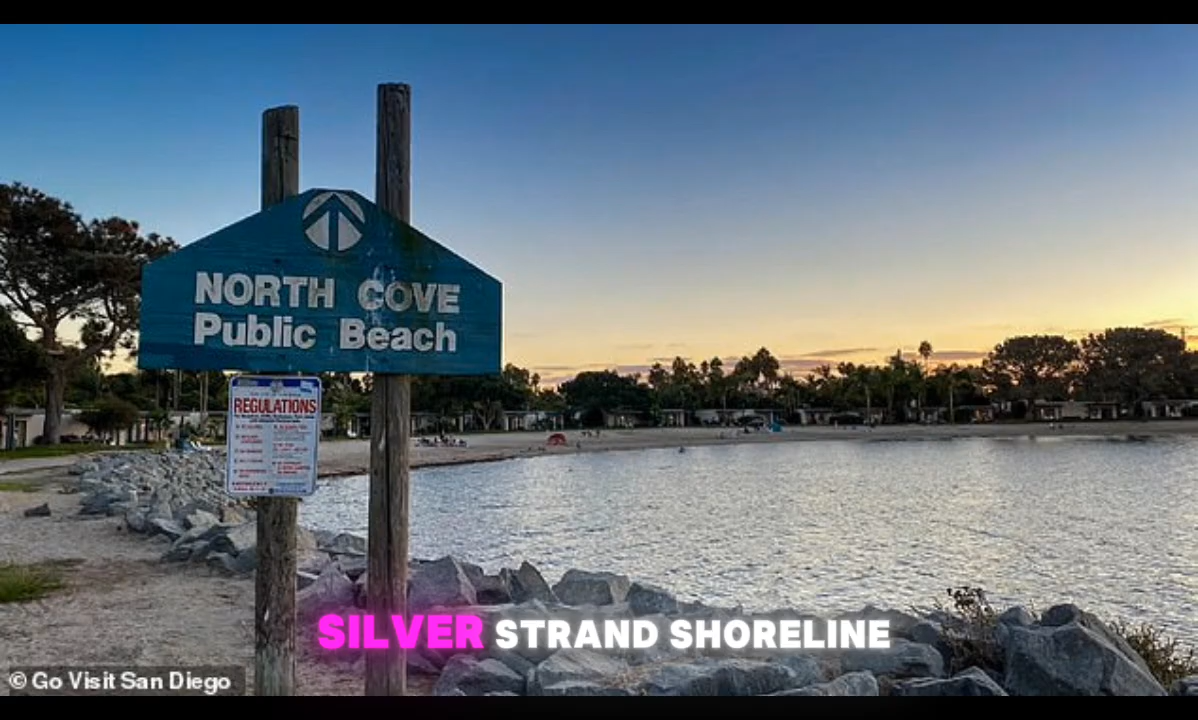 NORTH COVE
Public Beach
REGULATIONS
SILVER STRAND SHORELINE
© Go Visit San Diego